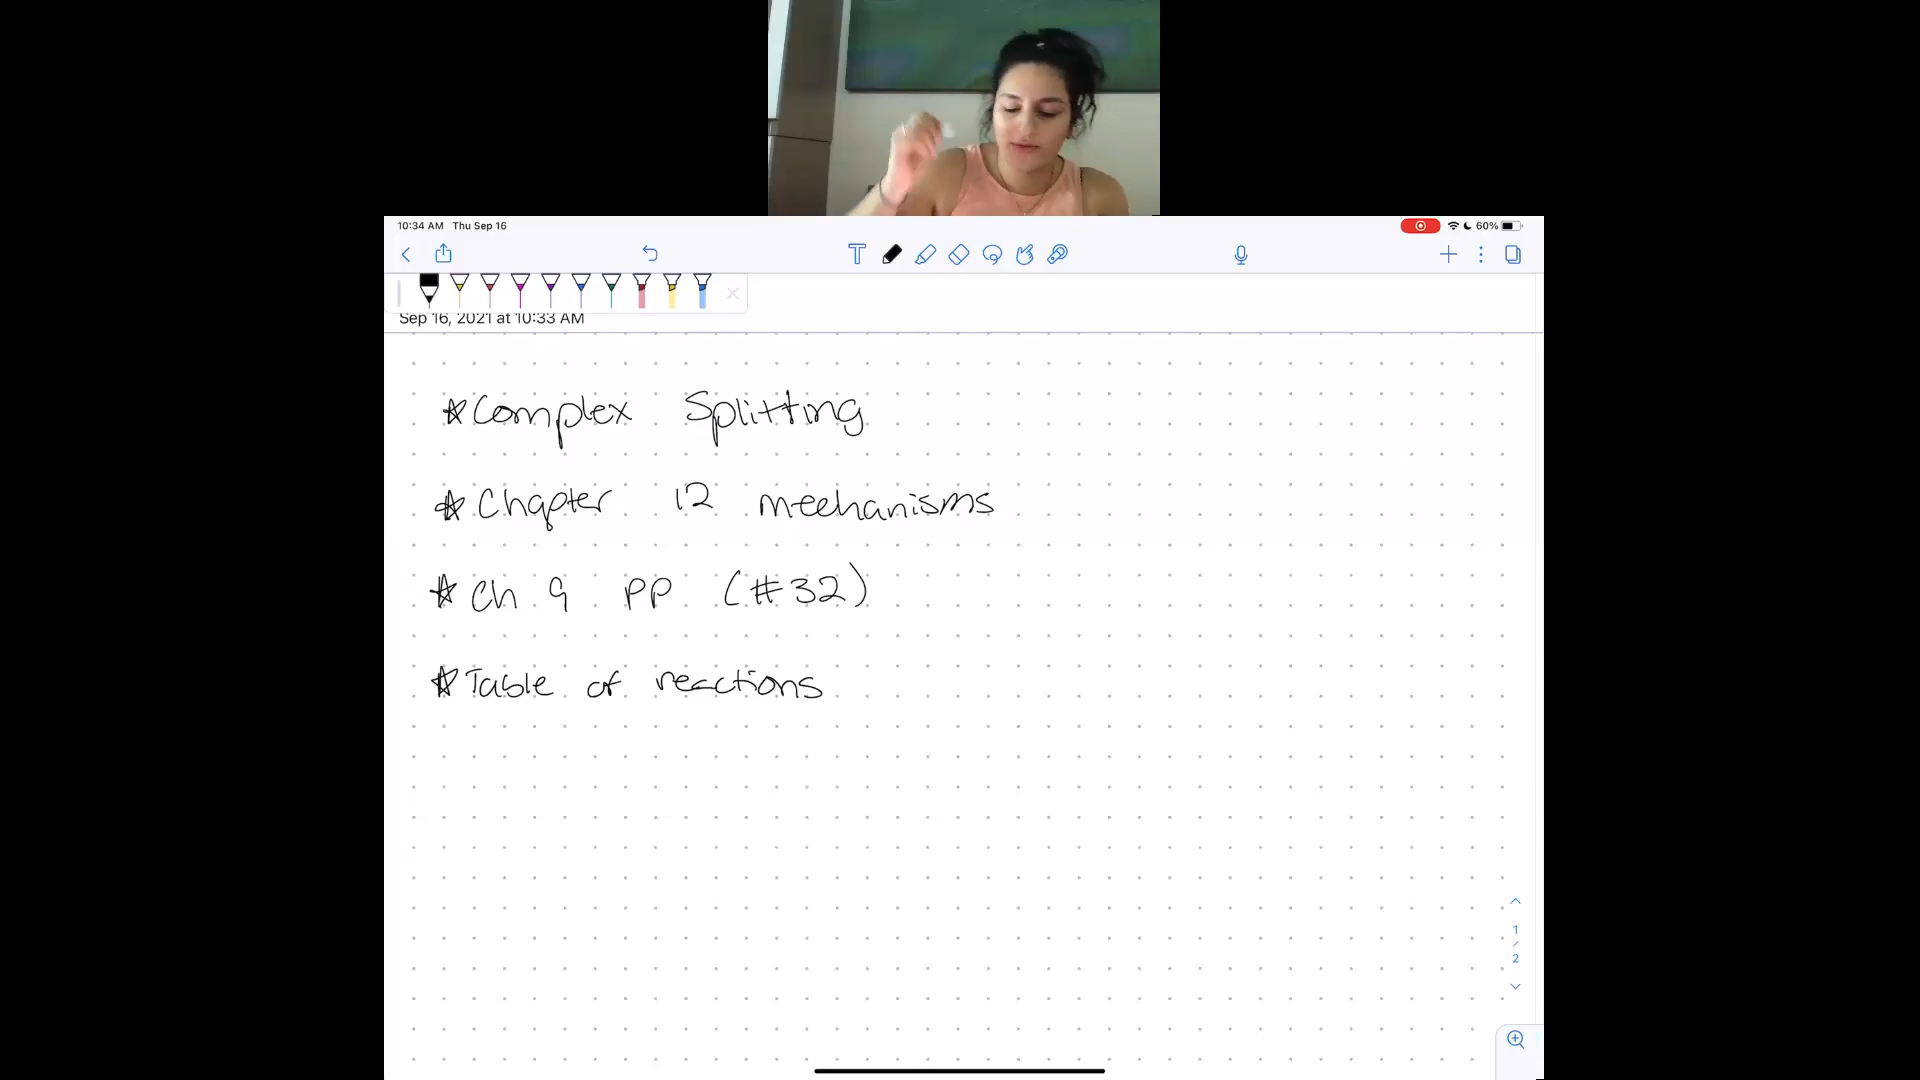 10:34 AM Thu Sep 16
60%
Sep 16, 2021 at 10:33 AM
☆Complex Splitting
☆Chapter 12 mechanisms
☆Ch 9 PP (#32)
☆Table of reactions
1
/
2